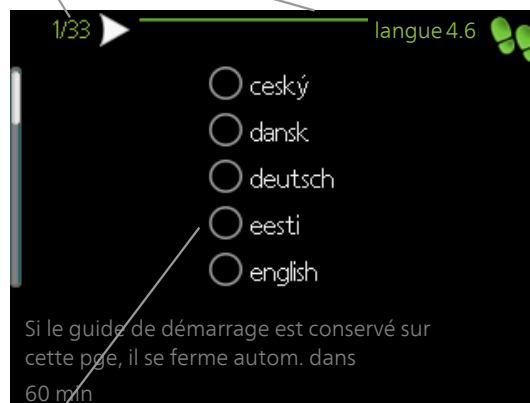 1/33
langue 4.6
ceský
dansk
deutsch
eesti
english
Si le guide de démarrage est conservé sur
cette pge, il se ferme autom. dans
60 min